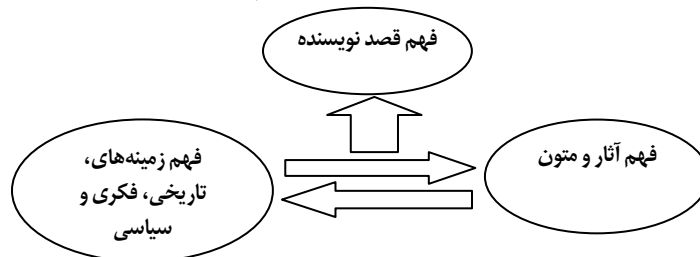 فهم قصد نویسنده
فهم آثار و متون
فهم زمینه‌های،
تاریخی، فکری و
سیاسی